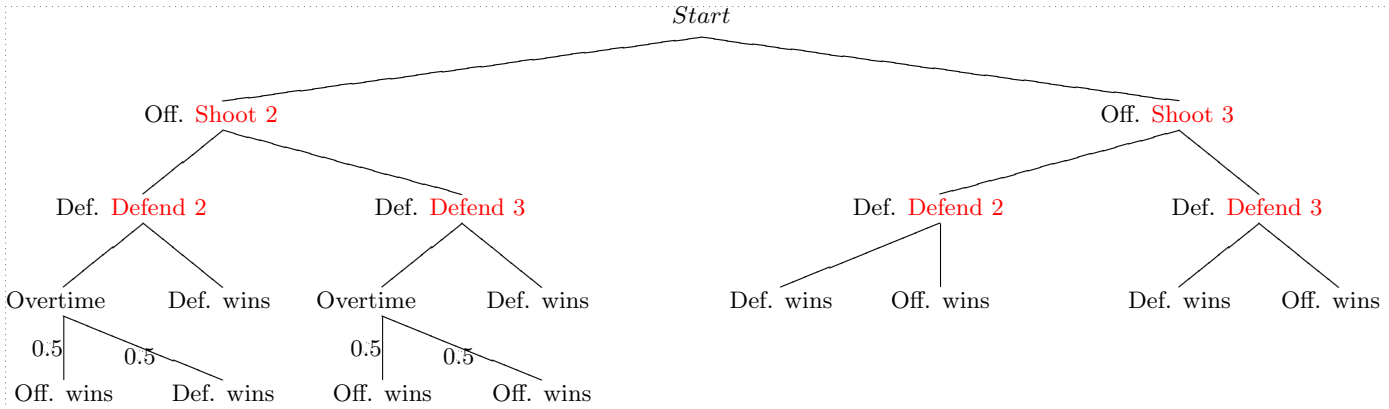 Start
Off. Shoot 2 Off. Shoot 3
Def. Defend 2 Def. Defend 3 Def. Defend 2 Def. Defend 3
Overtime Def. wins Overtime Def. wins Def. wins Off. wins Def. wins Off. wins
0.5 0.5 0.5 0.5
Off. wins Def. wins Off. wins Off. wins